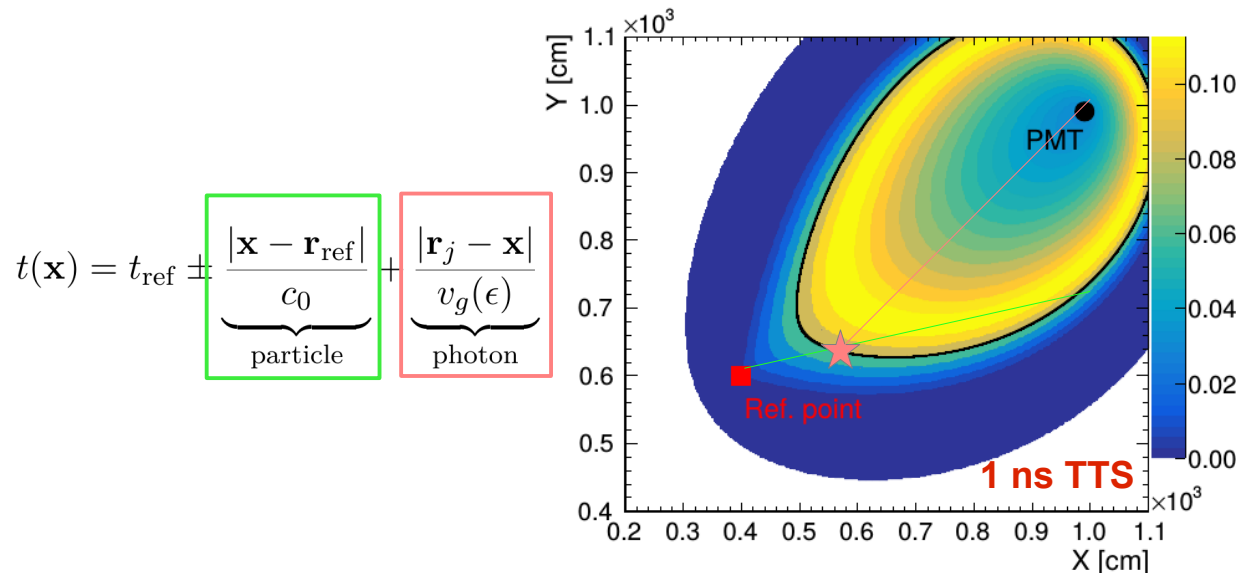 t(x) = t_ref ± |x − r_ref| / c_0 + |r_j − x| / v_g(ϵ)
particle photon
×10³
Y [cm]
1.1
1.0
0.9
0.8
0.7
0.6
0.5
0.4
PMT
Ref. point
1 ns TTS
0.10
0.08
0.06
0.04
0.02
0.00
×10³
0.2 0.3 0.4 0.5 0.6 0.7 0.8 0.9 1.0 1.1
X [cm]